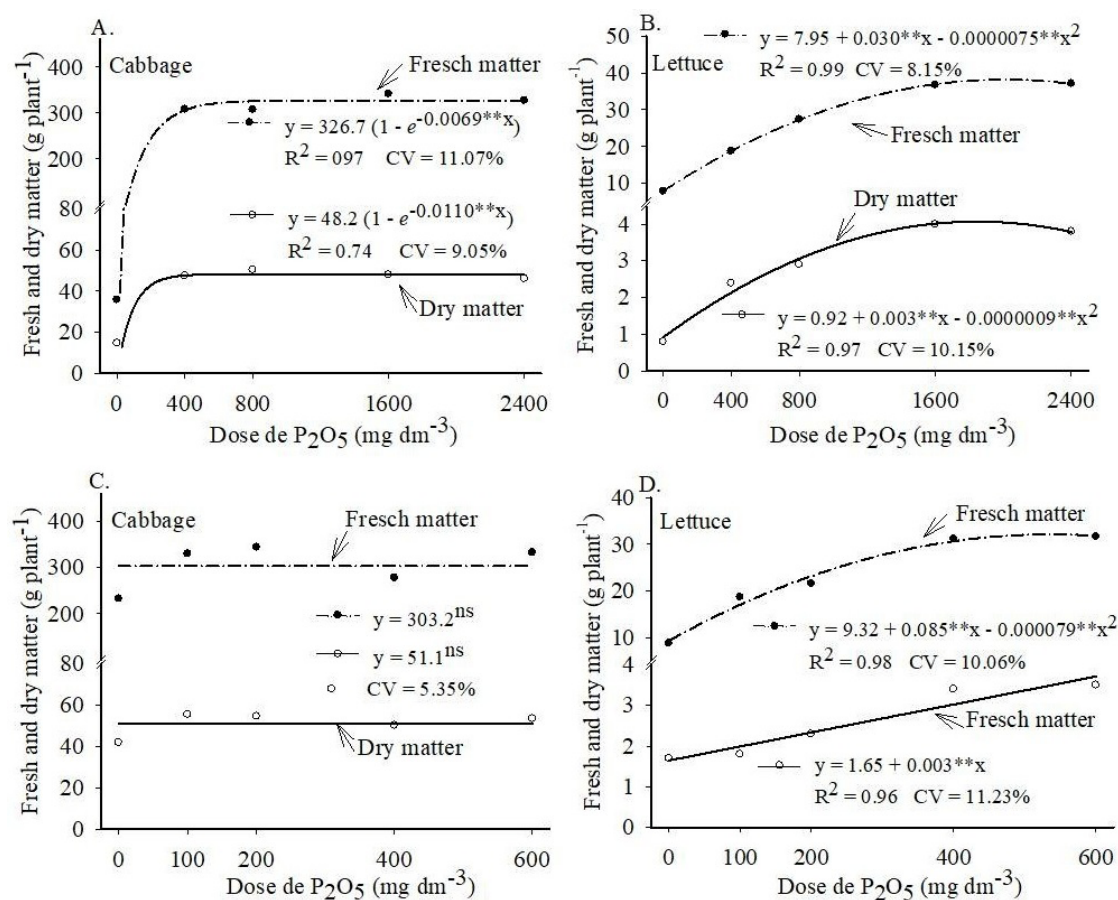 A.
Fresh and dry matter (g plant⁻¹)
Cabbage
Fresch matter
y = 326.7 (1 - e^-0.0069**x)
R² = 097 CV = 11.07%
y = 48.2 (1 - e^-0.0110**x)
R² = 0.74 CV = 9.05%
Dry matter
400
300
200
80
60
40
20
0
0 400 800 1600 2400
Dose de P₂O₅ (mg dm⁻³)
B.
Fresh and dry matter (g plant⁻¹)
y = 7.95 + 0.030**x - 0.0000075**x²
Lettuce
R² = 0.99 CV = 8.15%
Fresch matter
Dry matter
y = 0.92 + 0.003**x - 0.0000009**x²
R² = 0.97 CV = 10.15%
50
40
30
20
10
4
3
2
1
0
0 400 800 1600 2400
Dose de P₂O₅ (mg dm⁻³)
C.
Fresh and dry matter (g plant⁻¹)
Cabbage
Fresch matter
y = 303.2ⁿˢ
y = 51.1ⁿˢ
CV = 5.35%
Dry matter
400
300
200
80
60
40
20
0
0 100 200 400 600
Dose de P₂O₅ (mg dm⁻³)
D.
Fresh and dry matter (g plant⁻¹)
Lettuce
Fresch matter
y = 9.32 + 0.085**x - 0.000079**x²
R² = 0.98 CV = 10.06%
Fresch matter
y = 1.65 + 0.003**x
R² = 0.96 CV = 11.23%
40
30
20
10
4
3
2
1
0
0 100 200 400 600
Dose de P₂O₅ (mg dm⁻³)